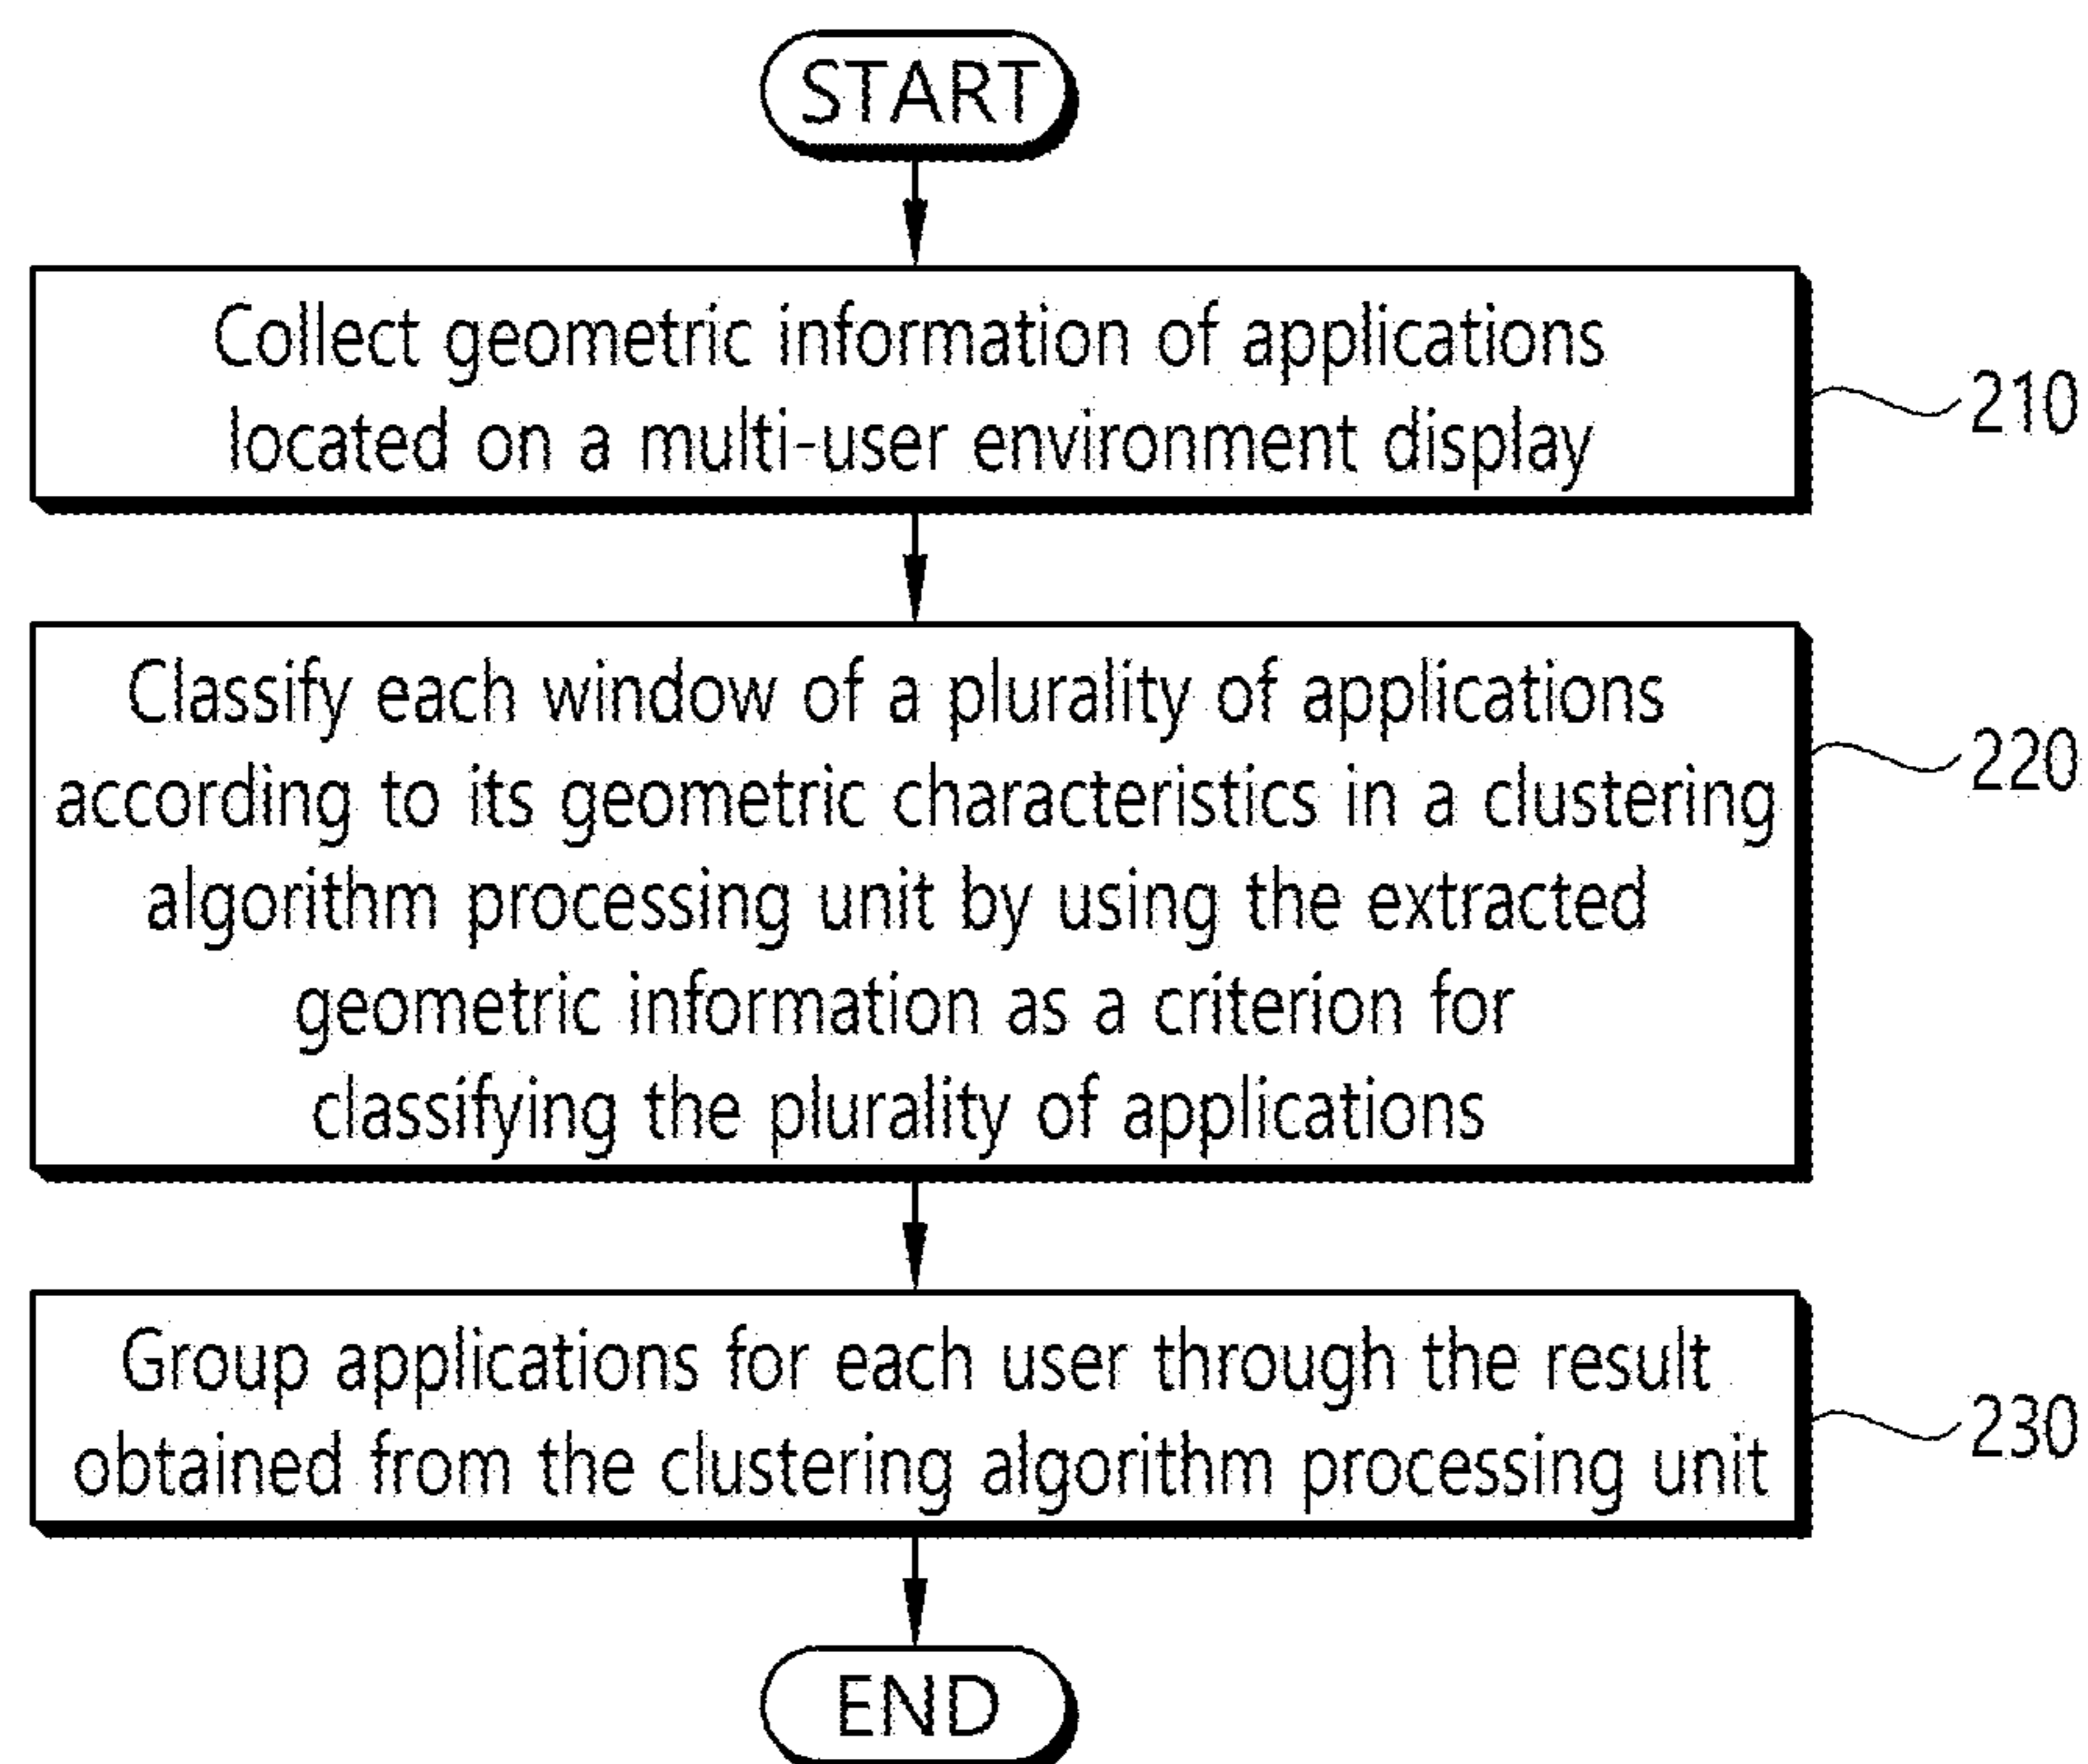 START
Collect geometric information of applications
located on a multi-user environment display
210
Classify each window of a plurality of applications
according to its geometric characteristics in a clustering
algorithm processing unit by using the extracted
geometric information as a criterion for
classifying the plurality of applications
220
Group applications for each user through the result
obtained from the clustering algorithm processing unit
230
END